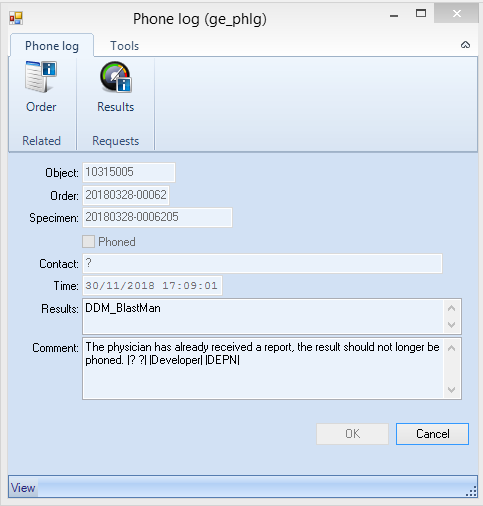 Phone log (ge_phlg)
Phone log Tools
Order Results
Related Requests
Object: 10315005
Order: 20180328-00062
Specimen: 20180328-0006205
Phoned
Contact: ?
Time: 30/11/2018 17:09:01
Results: DDM_BlastMan
Comment: The physician has already received a report, the result should not longer be
phoned. |? ?| |Developer| |DEPN|
OK Cancel
View